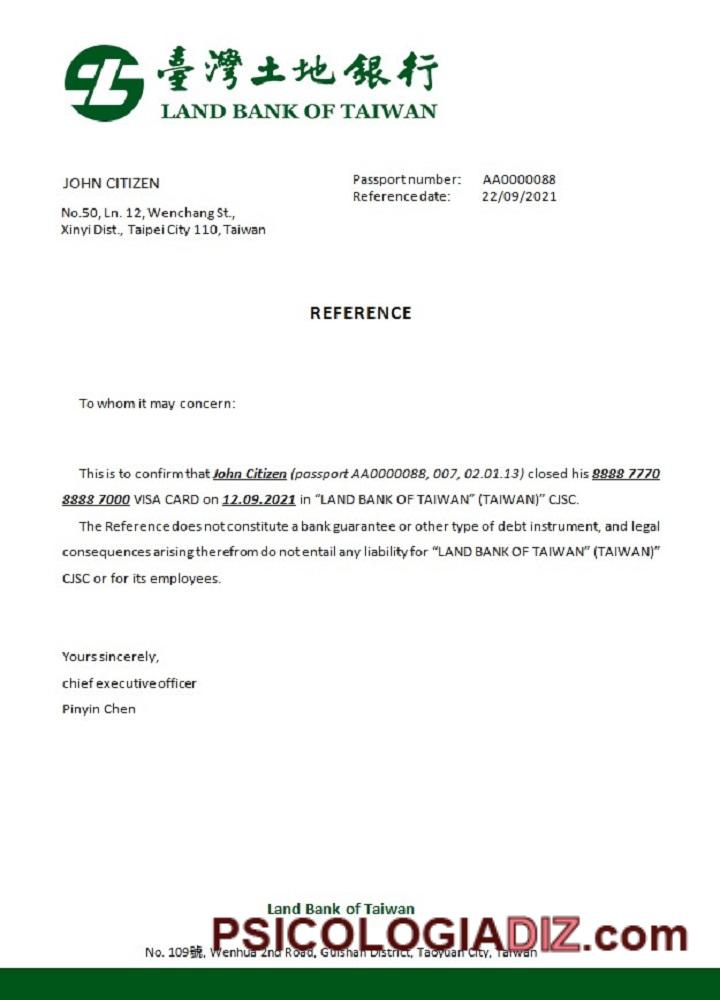 臺灣土地銀行
LAND BANK OF TAIWAN
JOHN CITIZEN
No.50, Ln. 12, Wenchang St.,
Xinyi Dist., Taipei City 110, Taiwan
Passport number: AA0000088
Reference date: 22/09/2021
REFERENCE
To whom it may concern:
This is to confirm that John Citizen (passport AA0000088, 007, 02.01.13) closed his 8888 7770
8888 7000 VISA CARD on 12.09.2021 in “LAND BANK OF TAIWAN” (TAIWAN)” CJSC.
The Reference does not constitute a bank guarantee or other type of debt instrument, and legal
consequences arising therefrom do not entail any liability for “LAND BANK OF TAIWAN” (TAIWAN)”
CJSC or for its employees.
Yours sincerely,
chief executive officer
Pinyin Chen
Land Bank of Taiwan
PSICOLOGIADIZ.com
No. 109號, Wenhua 2nd Road, Guishan District, Taoyuan City, Taiwan